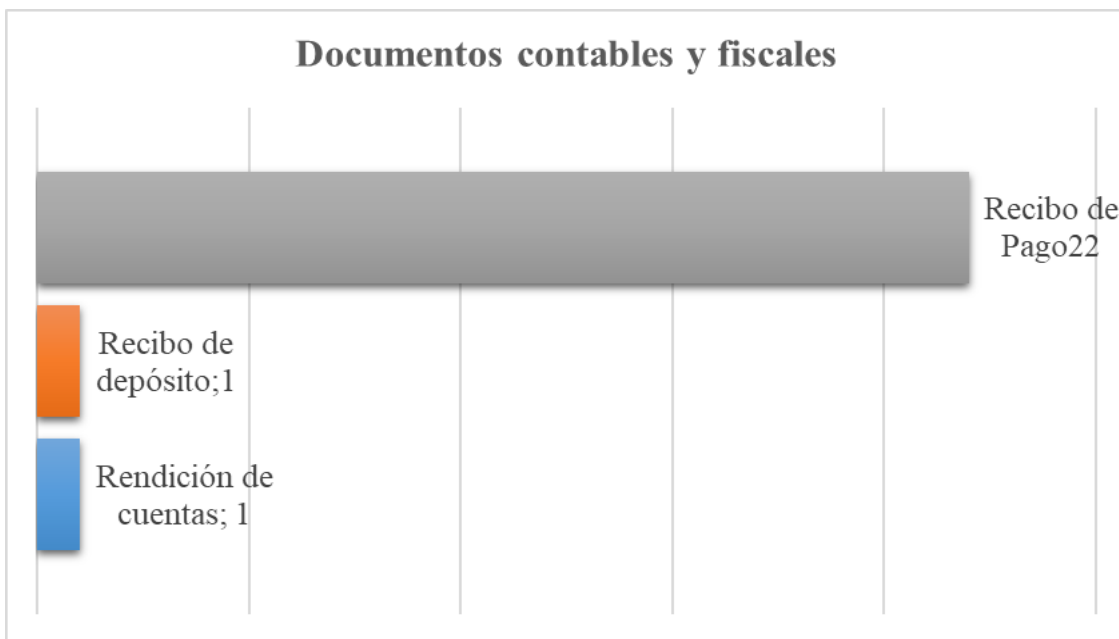 Documentos contables y fiscales
Recibo de
Pago22
Recibo de
depósito;1
Rendición de
cuentas; 1